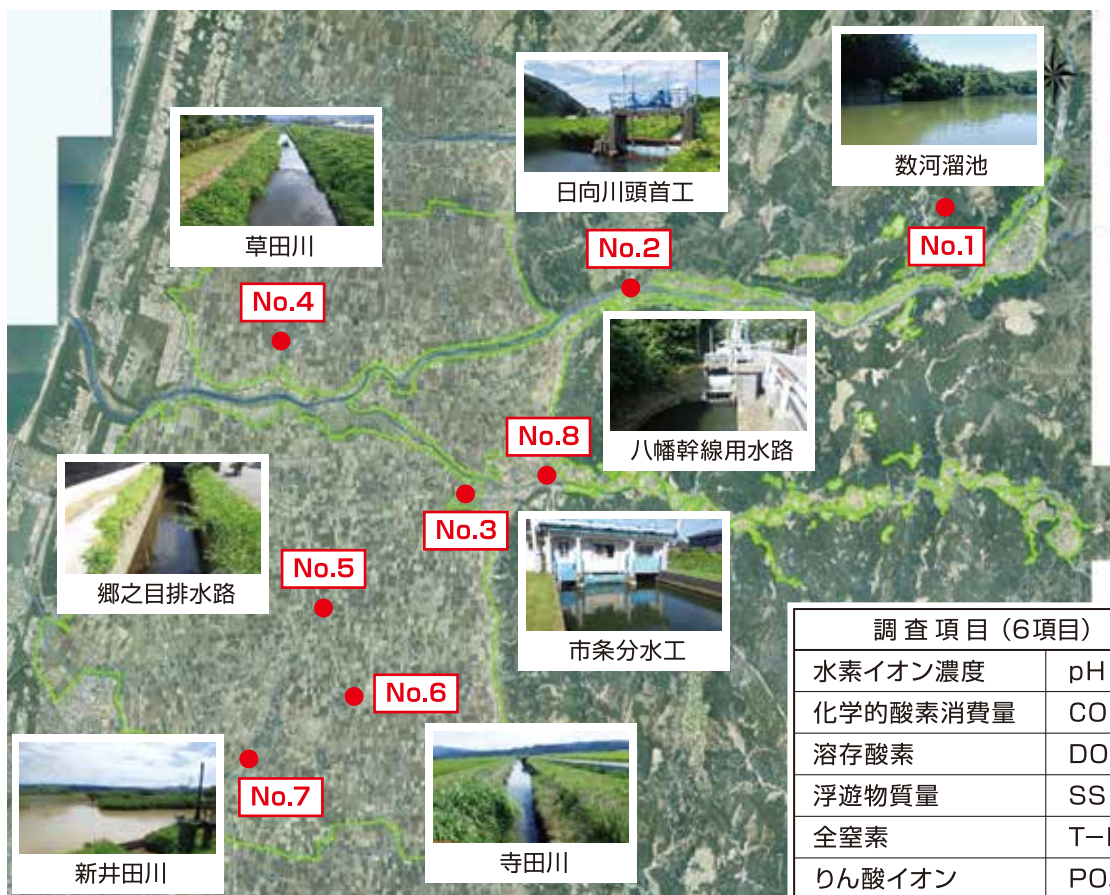 数河溜池
日向川頭首工
草田川
No.1
No.2
No.4
八幡幹線用水路
No.8
No.3
郷之目排水路
No.5
市条分水工
No.6
No.7
新井田川
寺田川
調査項目（6項目）
水素イオン濃度 pH
化学的酸素消費量 CO
溶存酸素 DO
浮遊物質量 SS
全窒素 T−
りん酸イオン PO